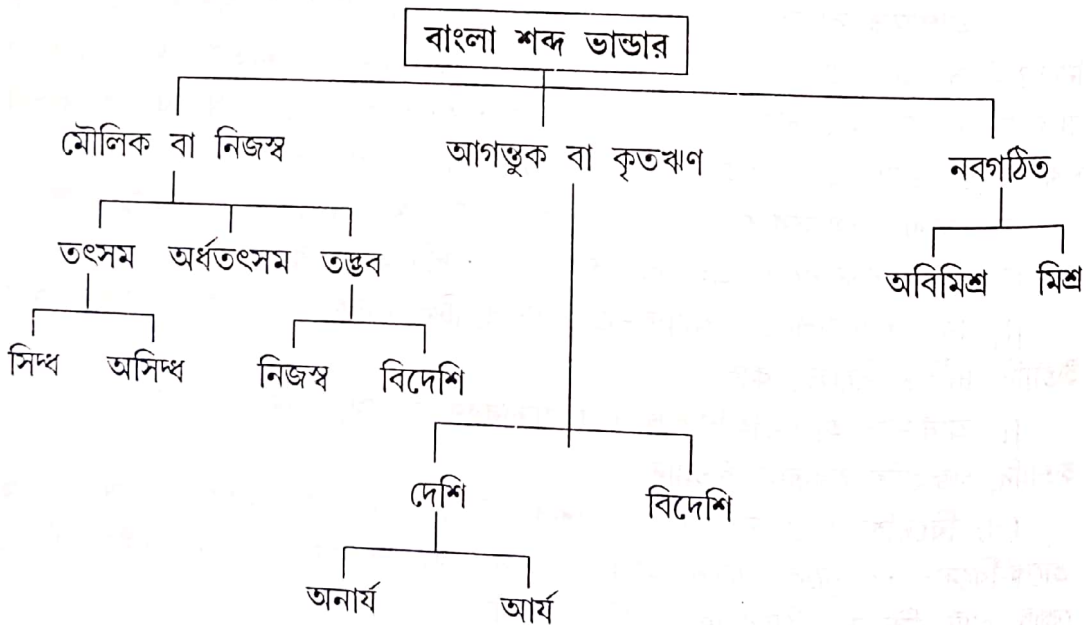 বাংলা শব্দ ভান্ডার
মৌলিক বা নিজস্ব আগন্তুক বা কৃতঋণ নবগঠিত
তৎসম অর্ধতৎসম তদ্ভব
অবিমিশ্র মিশ্র
সিদ্ধ অসিদ্ধ নিজস্ব বিদেশি
দেশি বিদেশি
অনার্য আর্য